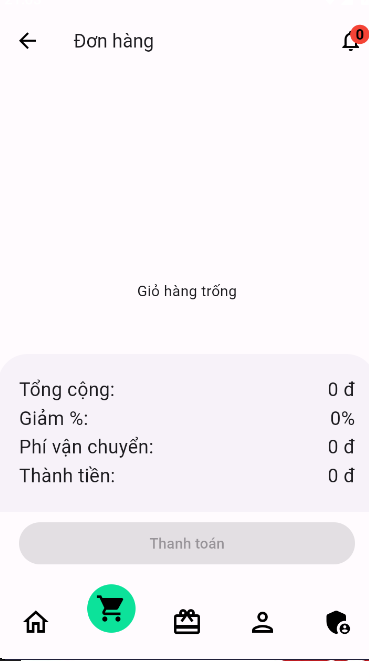 Đơn hàng
0
Giỏ hàng trống
Tổng cộng: 0 đ
Giảm %: 0%
Phí vận chuyển: 0 đ
Thành tiền: 0 đ
Thanh toán